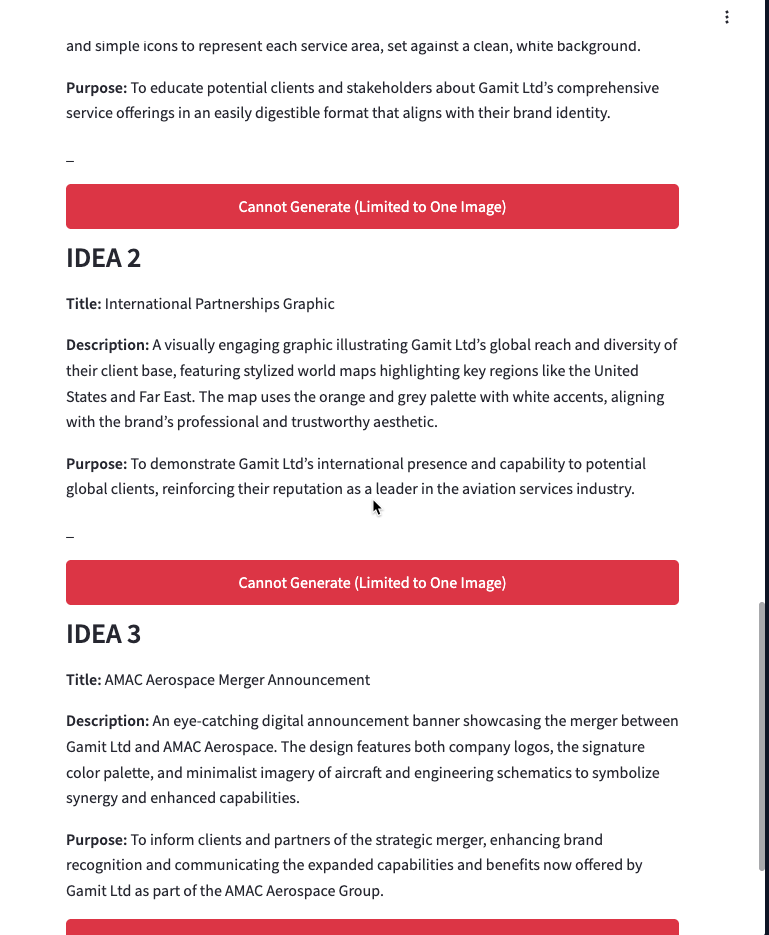 and simple icons to represent each service area, set against a clean, white background.
Purpose: To educate potential clients and stakeholders about Gamit Ltd’s comprehensive
service offerings in an easily digestible format that aligns with their brand identity.
_
Cannot Generate (Limited to One Image)
IDEA 2
Title: International Partnerships Graphic
Description: A visually engaging graphic illustrating Gamit Ltd’s global reach and diversity of
their client base, featuring stylized world maps highlighting key regions like the United
States and Far East. The map uses the orange and grey palette with white accents, aligning
with the brand’s professional and trustworthy aesthetic.
Purpose: To demonstrate Gamit Ltd’s international presence and capability to potential
global clients, reinforcing their reputation as a leader in the aviation services industry.
_
Cannot Generate (Limited to One Image)
IDEA 3
Title: AMAC Aerospace Merger Announcement
Description: An eye-catching digital announcement banner showcasing the merger between
Gamit Ltd and AMAC Aerospace. The design features both company logos, the signature
color palette, and minimalist imagery of aircraft and engineering schematics to symbolize
synergy and enhanced capabilities.
Purpose: To inform clients and partners of the strategic merger, enhancing brand
recognition and communicating the expanded capabilities and benefits now offered by
Gamit Ltd as part of the AMAC Aerospace Group.